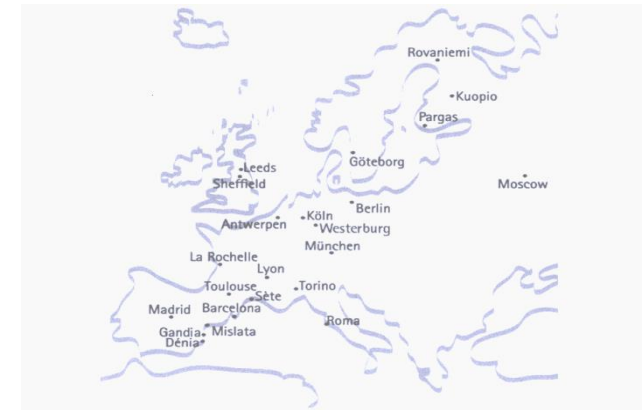 Rovaniemi
Kuopio
Pargas
Göteborg
Leeds
Sheffield
Moscow
Berlin
Köln
Antwerpen
Westerburg
München
La Rochelle
Lyon
Toulouse
Torino
Sète
Madrid
Barcelona
Roma
Gandia
Mislata
Dénia